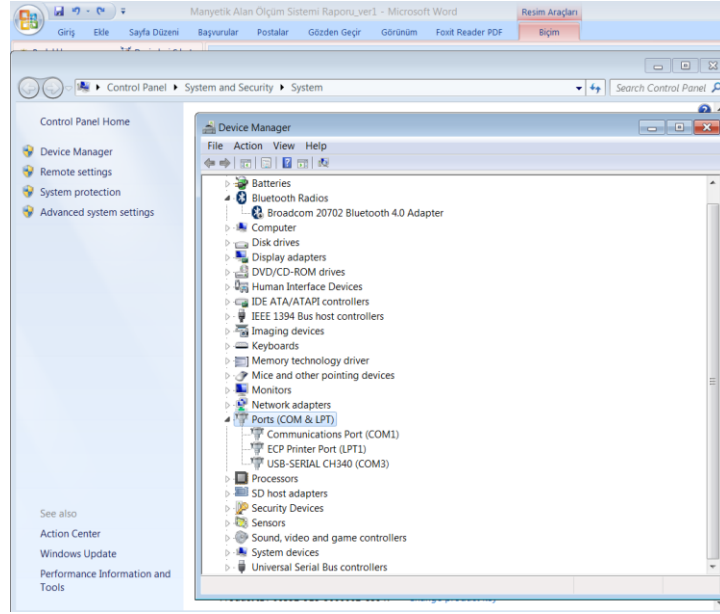 Manyetik Alan Ölçüm Sistemi Raporu_ver1 - Microsoft Word
Resim Araçları
Giriş Ekle Sayfa Düzeni Başvurular Postalar Gözden Geçir Görünüm Foxit Reader PDF Biçim
Control Panel System and Security System
Search Control Panel
Control Panel Home
Device Manager
Remote settings
System protection
Advanced system settings
See also
Action Center
Windows Update
Performance Information and
Tools
Device Manager
File Action View Help
Batteries
Bluetooth Radios
Broadcom 20702 Bluetooth 4.0 Adapter
Computer
Disk drives
Display adapters
DVD/CD-ROM drives
Human Interface Devices
IDE ATA/ATAPI controllers
IEEE 1394 Bus host controllers
Imaging devices
Keyboards
Memory technology driver
Mice and other pointing devices
Monitors
Network adapters
Ports (COM & LPT)
Communications Port (COM1)
ECP Printer Port (LPT1)
USB-SERIAL CH340 (COM3)
Processors
SD host adapters
Security Devices
Sensors
Sound, video and game controllers
System devices
Universal Serial Bus controllers